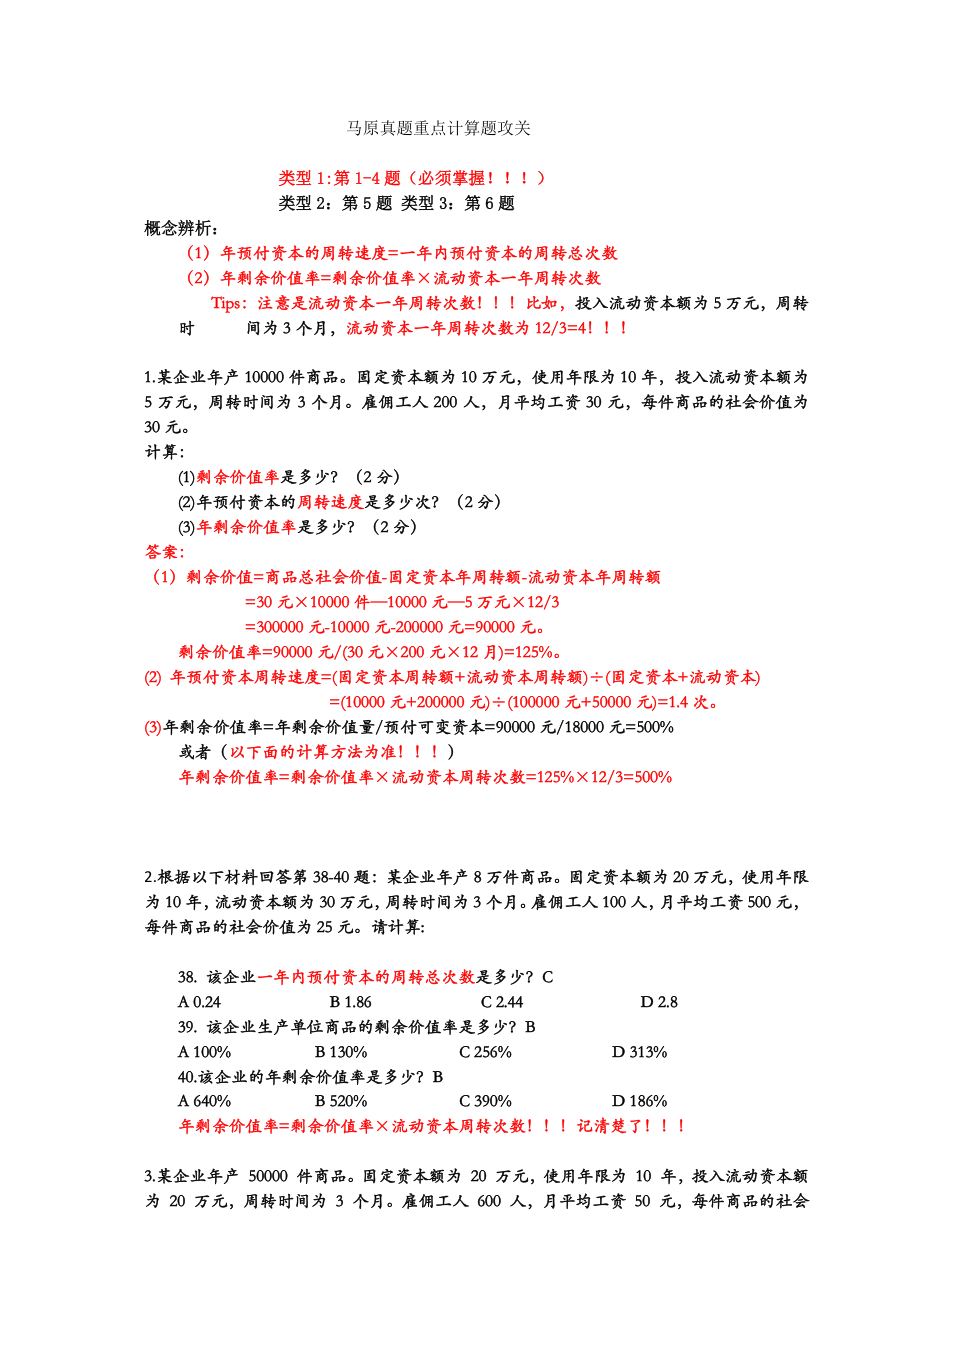 马原真题重点计算题攻关
类型 1:第 1-4 题（必须掌握！！！）
类型 2：第 5 题 类型 3：第 6 题
概念辨析：
（1）年预付资本的周转速度=一年内预付资本的周转总次数
（2）年剩余价值率=剩余价值率×流动资本一年周转次数
Tips：注意是流动资本一年周转次数！！！比如，投入流动资本额为 5 万元，周转
时 间为 3 个月，流动资本一年周转次数为 12/3=4！！！
1.某企业年产 10000 件商品。固定资本额为 10 万元，使用年限为 10 年，投入流动资本额为
5 万元，周转时间为 3 个月。雇佣工人 200 人，月平均工资 30 元，每件商品的社会价值为
30 元。
计算：
(1)剩余价值率是多少？（2 分）
(2)年预付资本的周转速度是多少次？（2 分）
(3)年剩余价值率是多少？（2 分）
答案：
（1）剩余价值=商品总社会价值-固定资本年周转额-流动资本年周转额
=30 元×10000 件—10000 元—5 万元×12/3
=300000 元-10000 元-200000 元=90000 元。
剩余价值率=90000 元/(30 元×200 元×12 月)=125%。
(2) 年预付资本周转速度=(固定资本周转额+流动资本周转额)÷(固定资本+流动资本)
=(10000 元+200000 元)÷(100000 元+50000 元)=1.4 次。
(3)年剩余价值率=年剩余价值量/预付可变资本=90000 元/18000 元=500%
或者（以下面的计算方法为准！！！）
年剩余价值率=剩余价值率×流动资本周转次数=125%×12/3=500%
2.根据以下材料回答第 38-40 题：某企业年产 8 万件商品。固定资本额为 20 万元，使用年限
为 10 年，流动资本额为 30 万元，周转时间为 3 个月。雇佣工人 100 人，月平均工资 500 元，
每件商品的社会价值为 25 元。请计算:
38. 该企业一年内预付资本的周转总次数是多少？C
A 0.24 B 1.86 C 2.44 D 2.8
39. 该企业生产单位商品的剩余价值率是多少？B
A 100% B 130% C 256% D 313%
40.该企业的年剩余价值率是多少？B
A 640% B 520% C 390% D 186%
年剩余价值率=剩余价值率×流动资本周转次数！！！记清楚了！！！
3.某企业年产 50000 件商品。固定资本额为 20 万元，使用年限为 10 年，投入流动资本额
为 20 万元，周转时间为 3 个月。雇佣工人 600 人，月平均工资 50 元，每件商品的社会